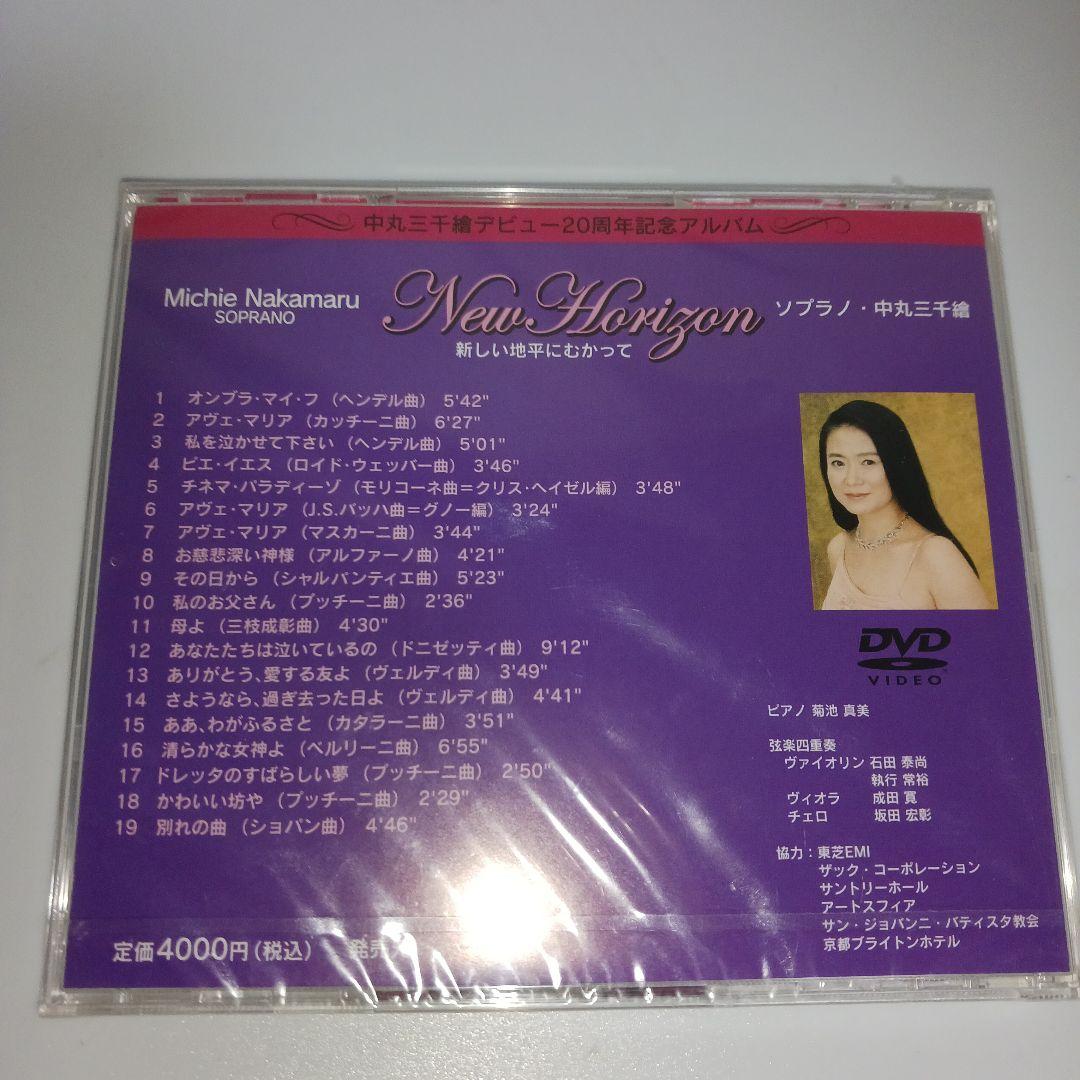 中丸三千繪デビュー20周年記念アルバム
Michie Nakamaru
SOPRANO
New Horizon
新しい地平にむかって
ソプラノ・中丸三千繪
1 オンブラ・マイ・フ (ヘンデル曲) 5'42"
2 アヴェ・マリア (カッチーニ曲) 6'27"
3 私を泣かせて下さい (ヘンデル曲) 5'01"
4 ピエ・イエス (ロイド・ウェッバー曲) 3'46"
5 チネマ・パラディーゾ (モリコーネ曲=クリス・ヘイゼル編) 3'48"
6 アヴェ・マリア (J.S.バッハ曲=グノー編) 3'24"
7 アヴェ・マリア (マスカーニ曲) 3'44"
8 お慈悲深い神様 (アルファーノ曲) 4'21"
9 その日から (シャルパンティエ曲) 5'23"
10 私のお父さん (プッチーニ曲) 2'36"
11 母よ (三枝成彰曲) 4'30"
12 あなたたちは泣いているの (ドニゼッティ曲) 9'12"
13 ありがとう、愛する友よ (ヴェルディ曲) 3'49"
14 さようなら、過ぎ去った日よ (ヴェルディ曲) 4'41"
15 ああ、わがふるさと (カタラーニ曲) 3'51"
16 清らかな女神よ (ベルリーニ曲) 6'55"
17 ドレッタのすばらしい夢 (プッチーニ曲) 2'50"
18 かわいい坊や (プッチーニ曲) 2'29"
19 別れの曲 (ショパン曲) 4'46"
DVD
VIDEO
ピアノ 菊池 真美
弦楽四重奏
ヴァイオリン 石田 泰尚
執行 常裕
ヴィオラ 成田 寛
チェロ 坂田 宏彰
協力:東芝EMI
ザック・コーポレーション
サントリーホール
アートスフィア
サン・ジョバンニ・バティスタ教会
京都ブライトンホテル
定価4000円(税込) 発売